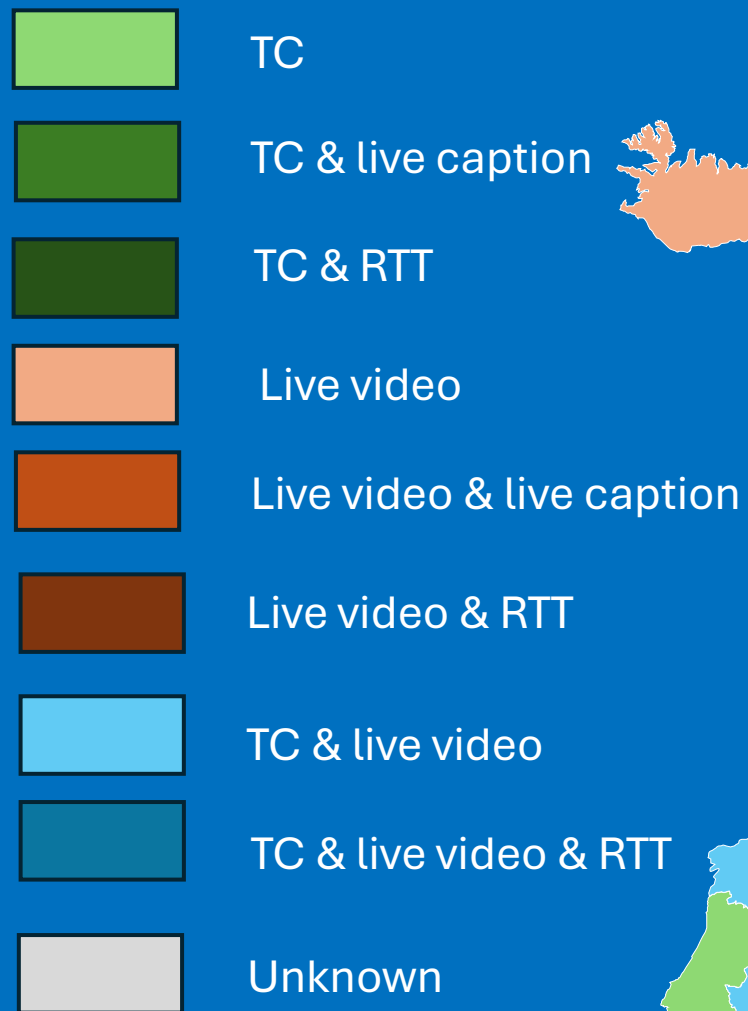 TC
TC & live caption
TC & RTT
Live video
Live video & live caption
Live video & RTT
TC & live video
TC & live video & RTT
Unknown